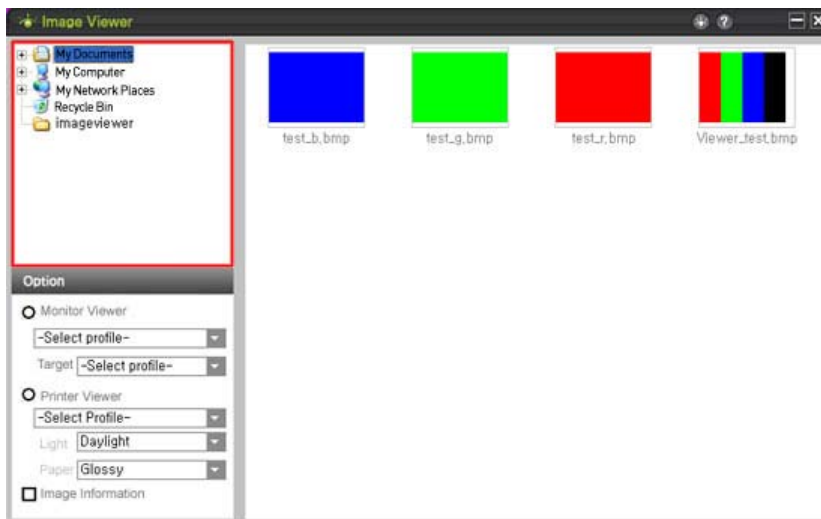 Image Viewer
My Documents
My Computer
My Network Places
Recycle Bin
imageviewer
test_b.bmp
test_g.bmp
test_r.bmp
Viewer_test.bmp
Option
Monitor Viewer
-Select profile-
Target -Select profile-
Printer Viewer
-Select Profile-
Light Daylight
Paper Glossy
Image Information